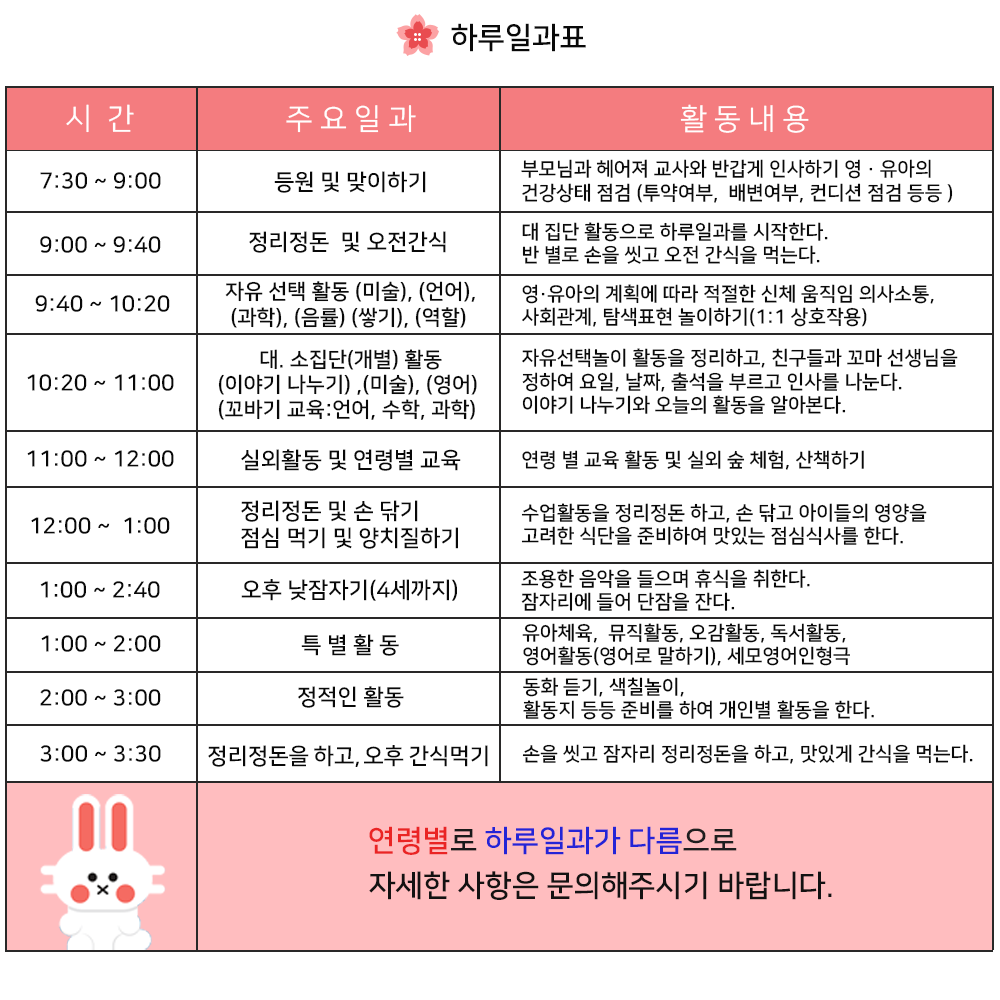 하루일과표
시 간 주요일과 활동내용
7:30 ~ 9:00
등원 및 맞이하기
부모님과 헤어져 교사와 반갑게 인사하기 영 · 유아의
건강상태 점검 (투약여부, 배변여부, 컨디션 점검 등등 )
9:00 ~ 9:40
정리정돈 및 오전간식
대 집단 활동으로 하루일과를 시작한다.
반 별로 손을 씻고 오전 간식을 먹는다.
9:40 ~ 10:20
자유 선택 활동 (미술), (언어),
(과학), (음률) (쌓기), (역할)
영·유아의 계획에 따라 적절한 신체 움직임 의사소통,
사회관계, 탐색표현 놀이하기(1:1 상호작용)
10:20 ~ 11:00
대. 소집단(개별) 활동
(이야기 나누기) ,(미술), (영어)
(꼬바기 교육:언어, 수학, 과학)
자유선택놀이 활동을 정리하고, 친구들과 꼬마 선생님을
정하여 요일, 날짜, 출석을 부르고 인사를 나눈다.
이야기 나누기와 오늘의 활동을 알아본다.
11:00 ~ 12:00
실외활동 및 연령별 교육
연령 별 교육 활동 및 실외 숲 체험, 산책하기
12:00 ~ 1:00
정리정돈 및 손 닦기
점심 먹기 및 양치질하기
수업활동을 정리정돈 하고, 손 닦고 아이들의 영양을
고려한 식단을 준비하여 맛있는 점심식사를 한다.
1:00 ~ 2:40
오후 낮잠자기(4세까지)
조용한 음악을 들으며 휴식을 취한다.
잠자리에 들어 단잠을 잔다.
1:00 ~ 2:00
특 별 활 동
유아체육, 뮤직활동, 오감활동, 독서활동,
영어활동(영어로 말하기), 세모영어인형극
2:00 ~ 3:00
정적인 활동
동화 듣기, 색칠놀이,
활동지 등등 준비를 하여 개인별 활동을 한다.
3:00 ~ 3:30
정리정돈을 하고, 오후 간식먹기
손을 씻고 잠자리 정리정돈을 하고, 맛있게 간식을 먹는다.
연령별로 하루일과가 다름으로
자세한 사항은 문의해주시기 바랍니다.